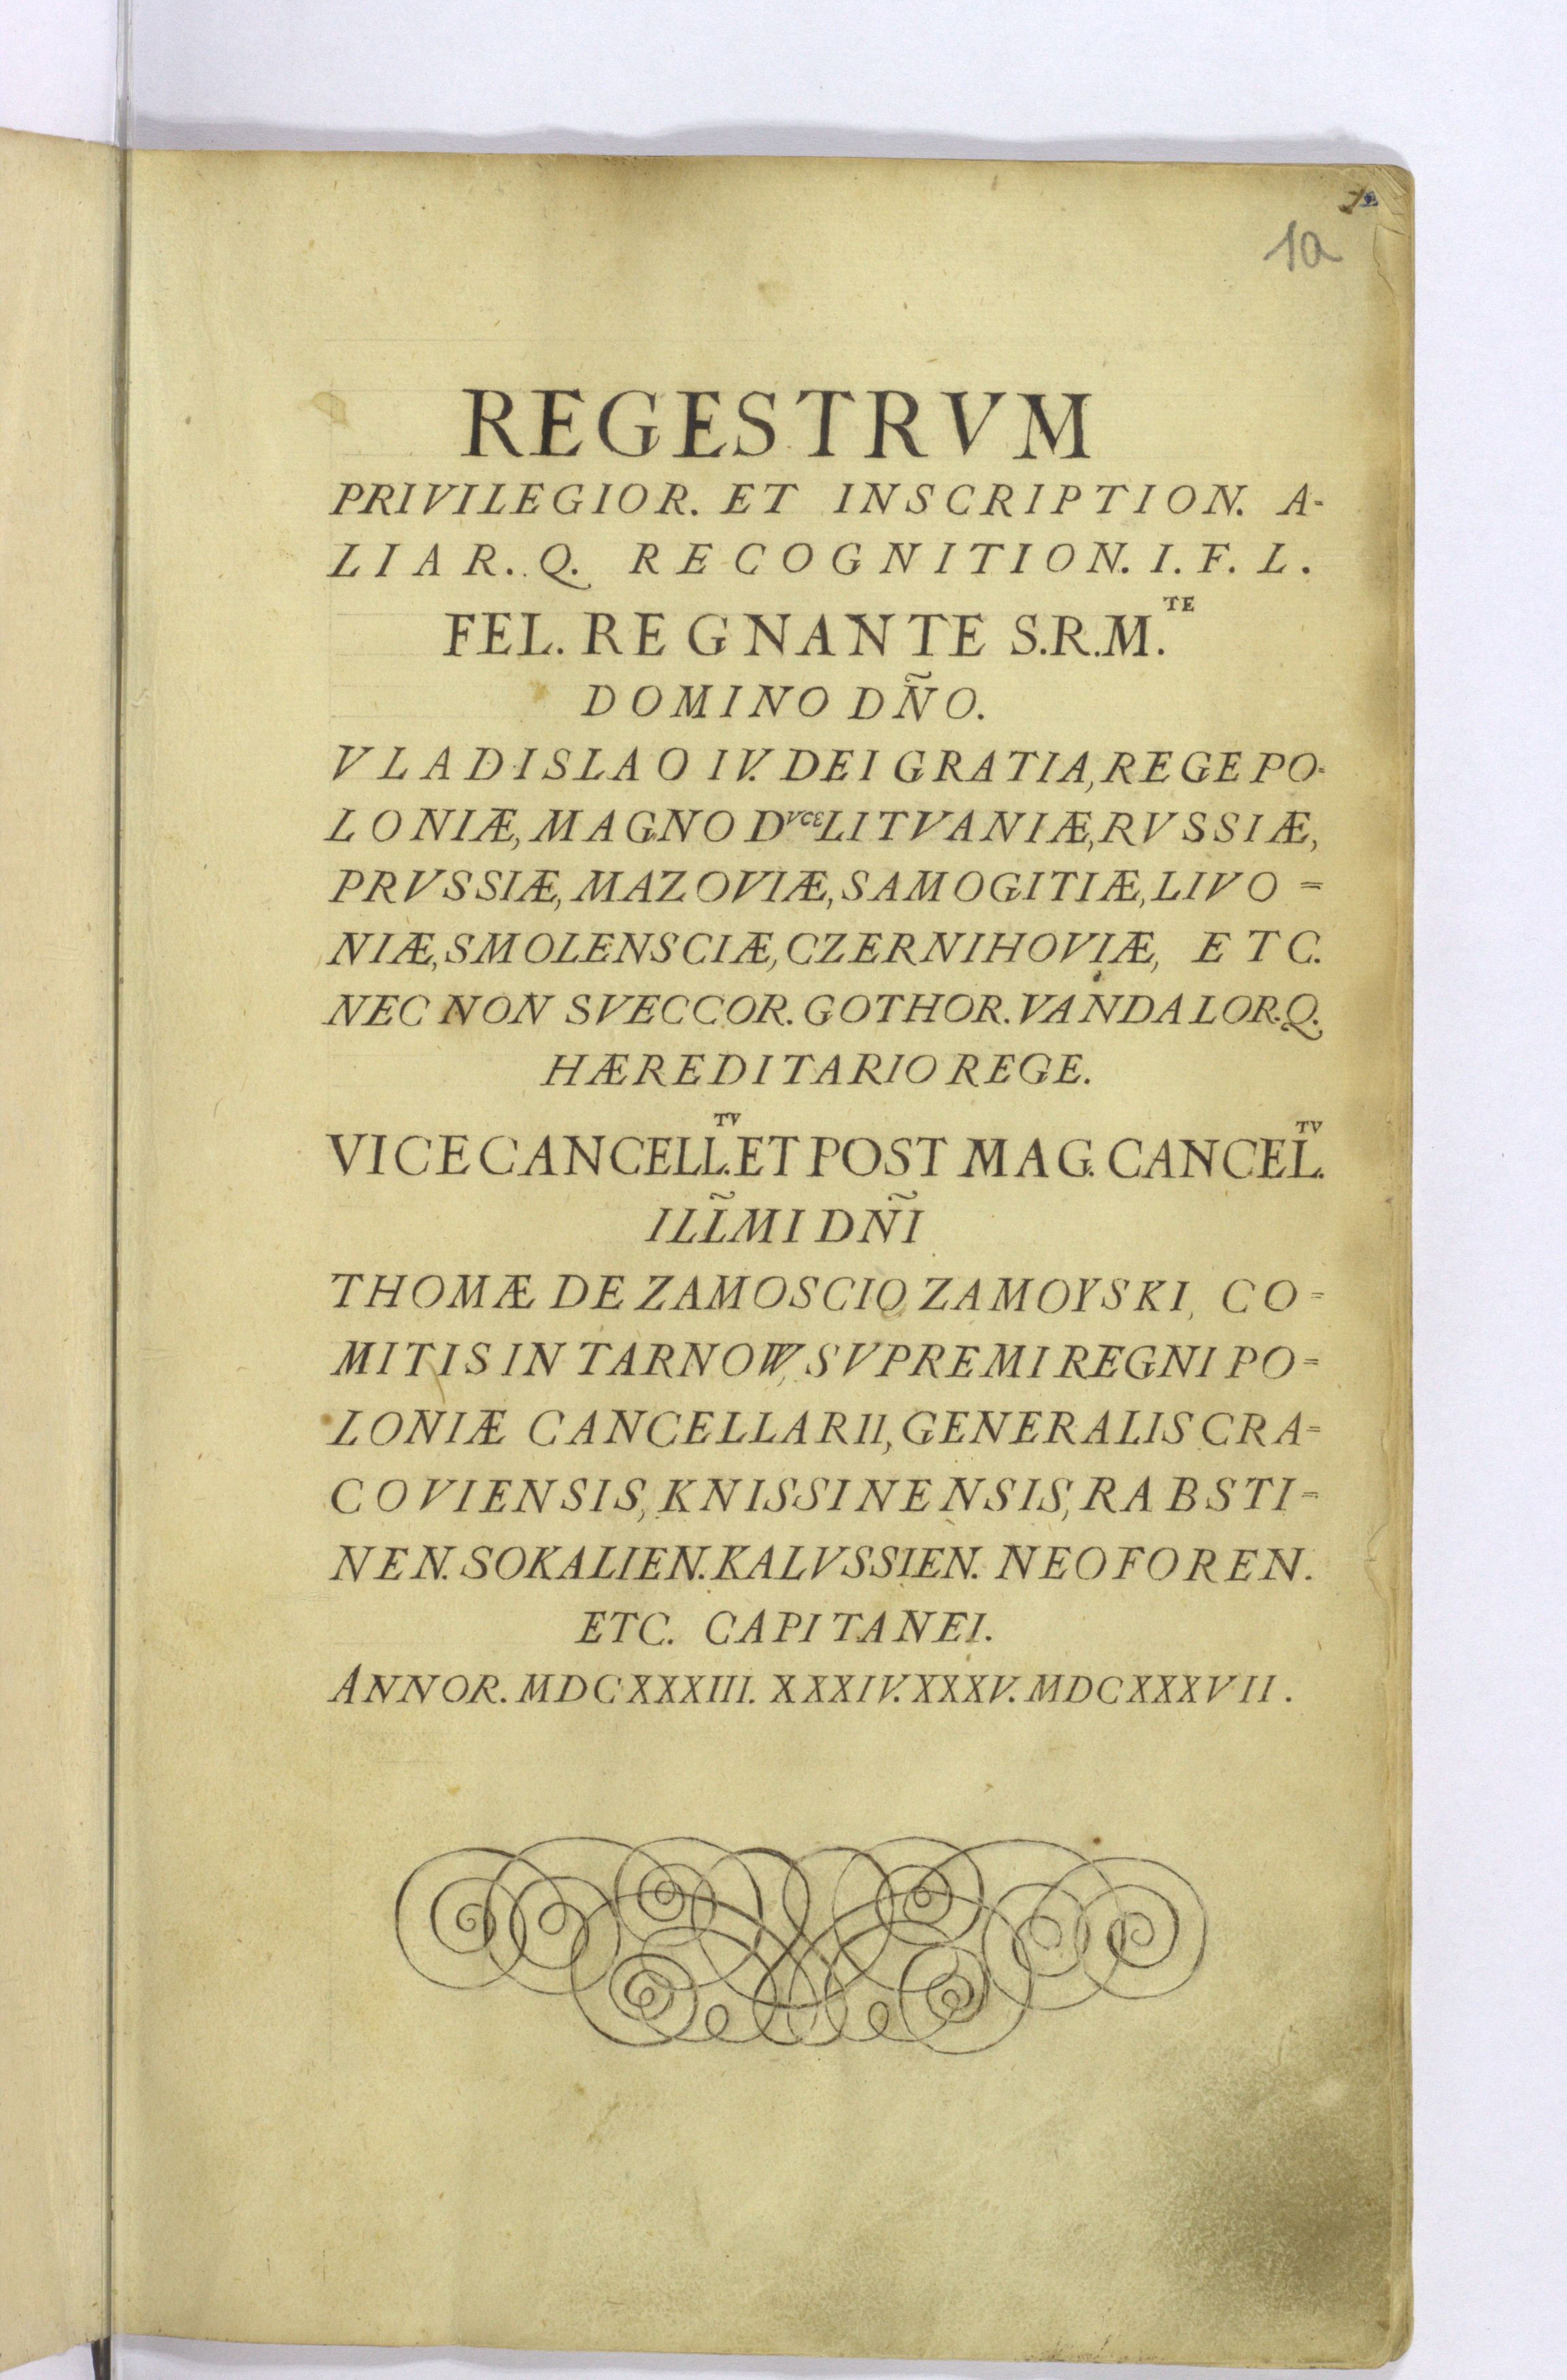 1a
REGESTRVM
PRIVILEGIOR. ET INSCRIPTION. A-
LIAR. Q. RECOGNITION. I. F. L.
FEL. REGNANTE S.R.M.TE
DOMINO DÑO.
VLADISLAO IV. DEI GRATIA, REGE PO-
LONIÆ, MAGNO DVCE LITVANIÆ, RVSSIÆ,
PRVSSIÆ, MAZOVIÆ, SAMOGITIÆ, LIVO=
NIÆ, SMOLENSCIÆ, CZERNIHOVIÆ, ETC.
NEC NON SVECCOR. GOTHOR. VANDALOR.Q.
HÆREDITARIO REGE.
VICECANCELL.TV ET POST MAG. CANCEL.TV
ILL̃MI DÑI
THOMÆ DE ZAMOSCIO ZAMOYSKI, CO=
MITIS IN TARNOW, SVPREMI REGNI PO=
LONIÆ CANCELLARII, GENERALIS CRA=
COVIENSIS, KNISSINENSIS, RABSTI=
NEN. SOKALIEN. KALVSSIEN. NEOFOREN.
ETC. CAPITANEI.
ANNOR. MDCXXXIII. XXXIV. XXXV. MDCXXXVII.